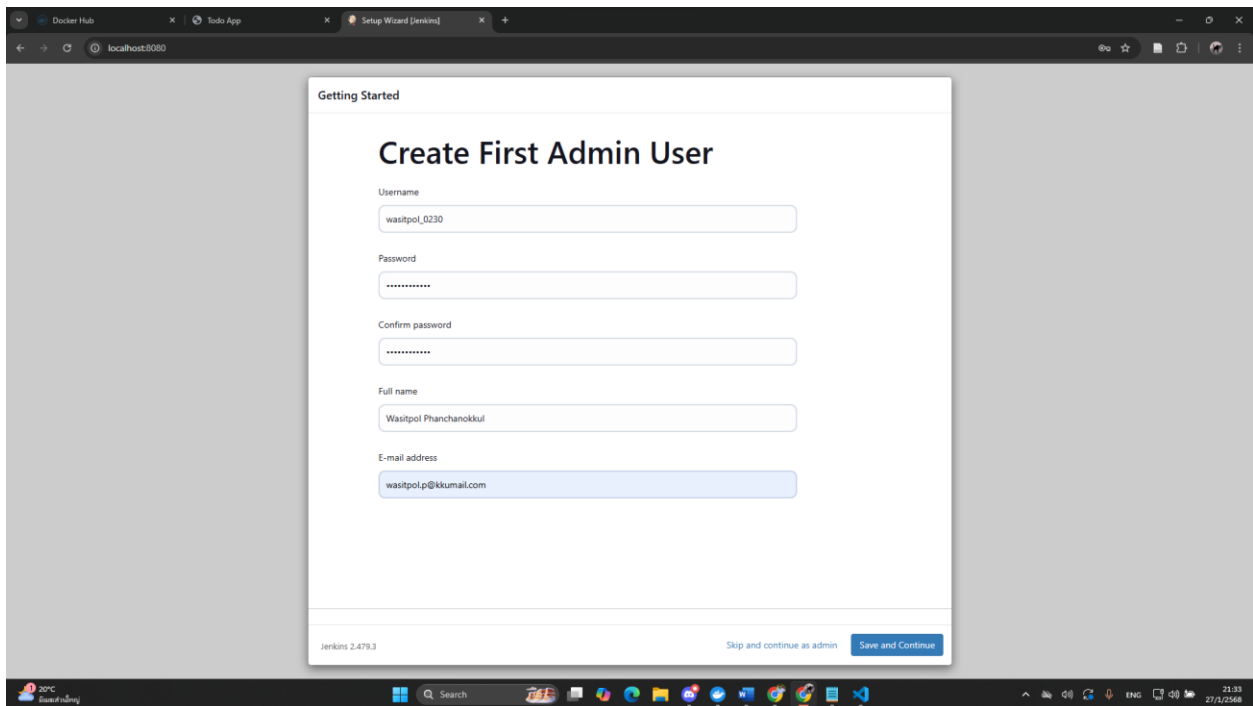 Docker Hub
Todo App
Setup Wizard [Jenkins]
localhost:8080
Getting Started
Create First Admin User
Username
wasitpol_0230
Password
••••••••••••
Confirm password
••••••••••••
Full name
Wasitpol Phanchanokkul
E-mail address
wasitpol.p@kkumail.com
Jenkins 2.479.3
Skip and continue as admin
Save and Continue
1
20°C
Search
ENG
21:33
27/1/2568